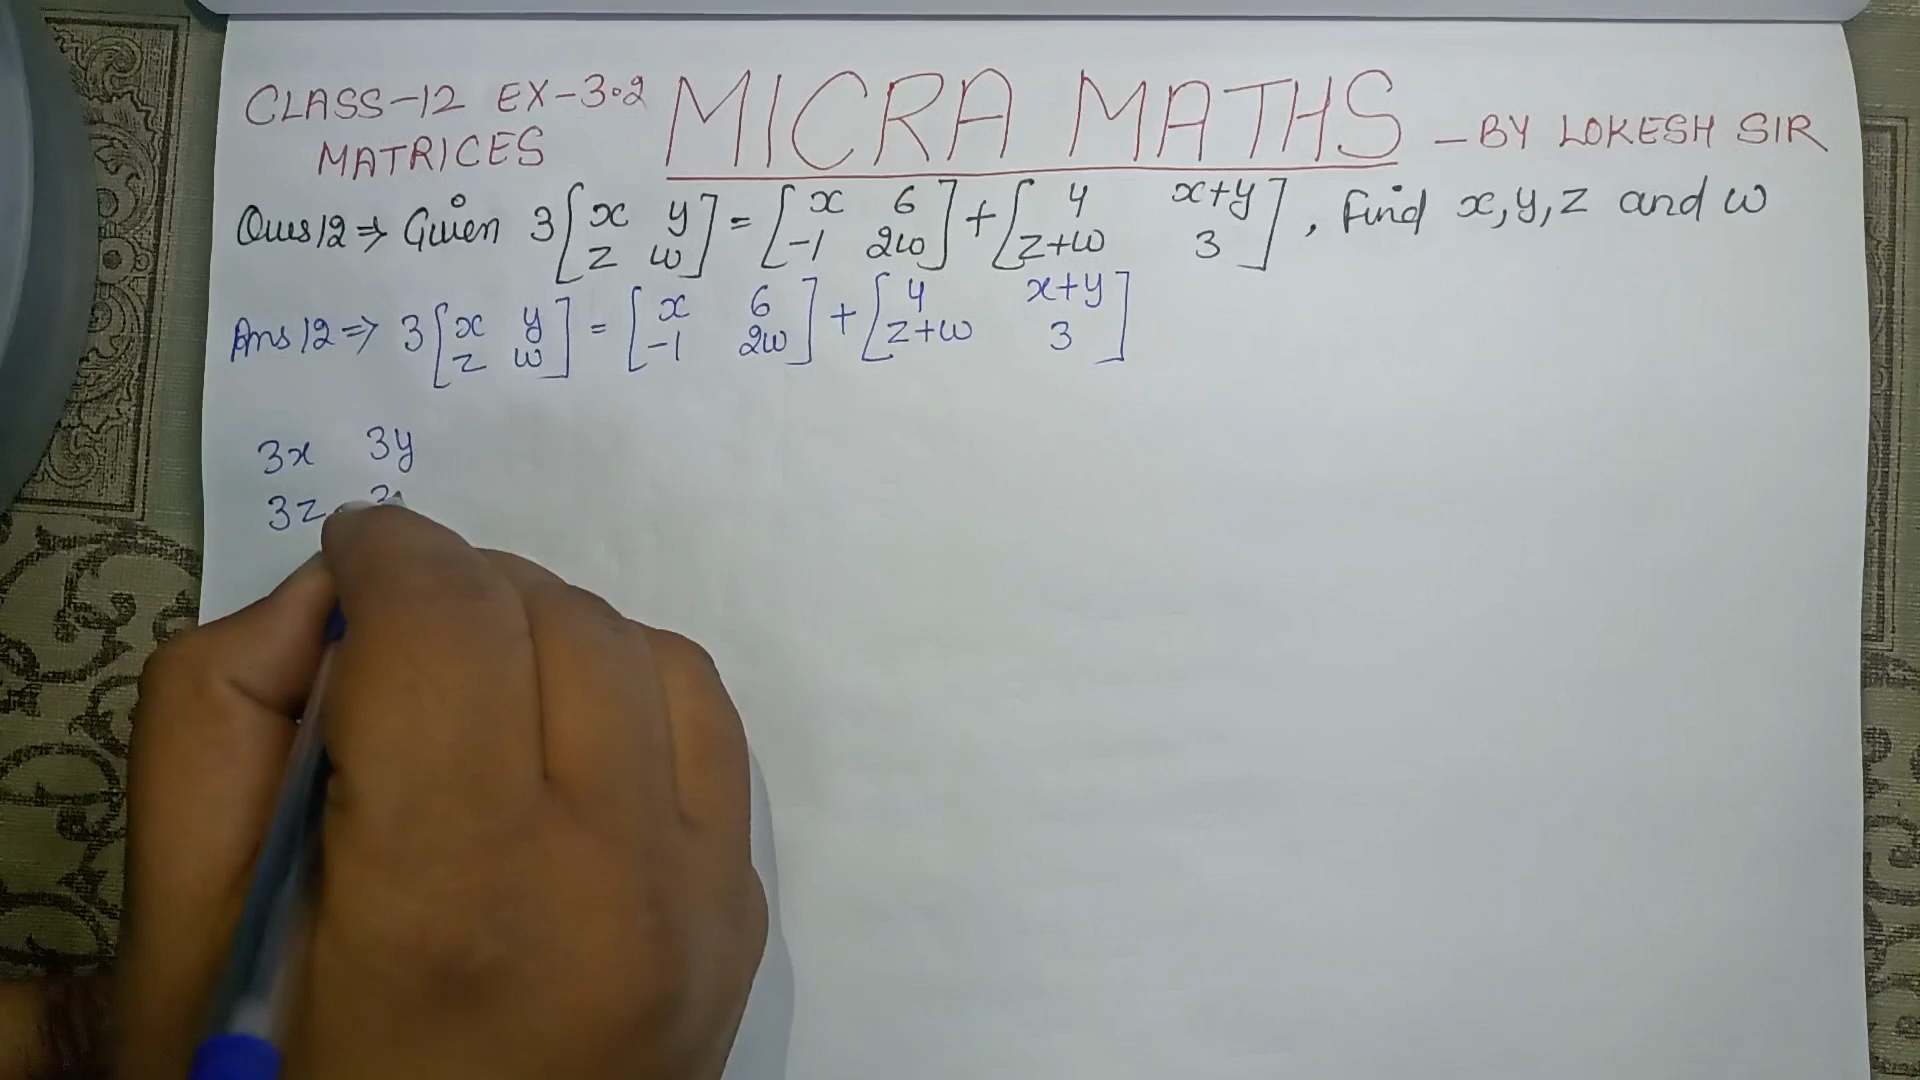 CLASS-12 EX-3.2 MICRA MATHS - BY LOKESH SIR
MATRICES
Ques12 => Given 3[x y; z w] = [x 6; -1 2w] + [4 x+y; z+w 3], Find x, y, z and w
Ans12 => 3[x y; z w] = [x 6; -1 2w] + [4 x+y; z+w 3]
3x 3y
3z 3